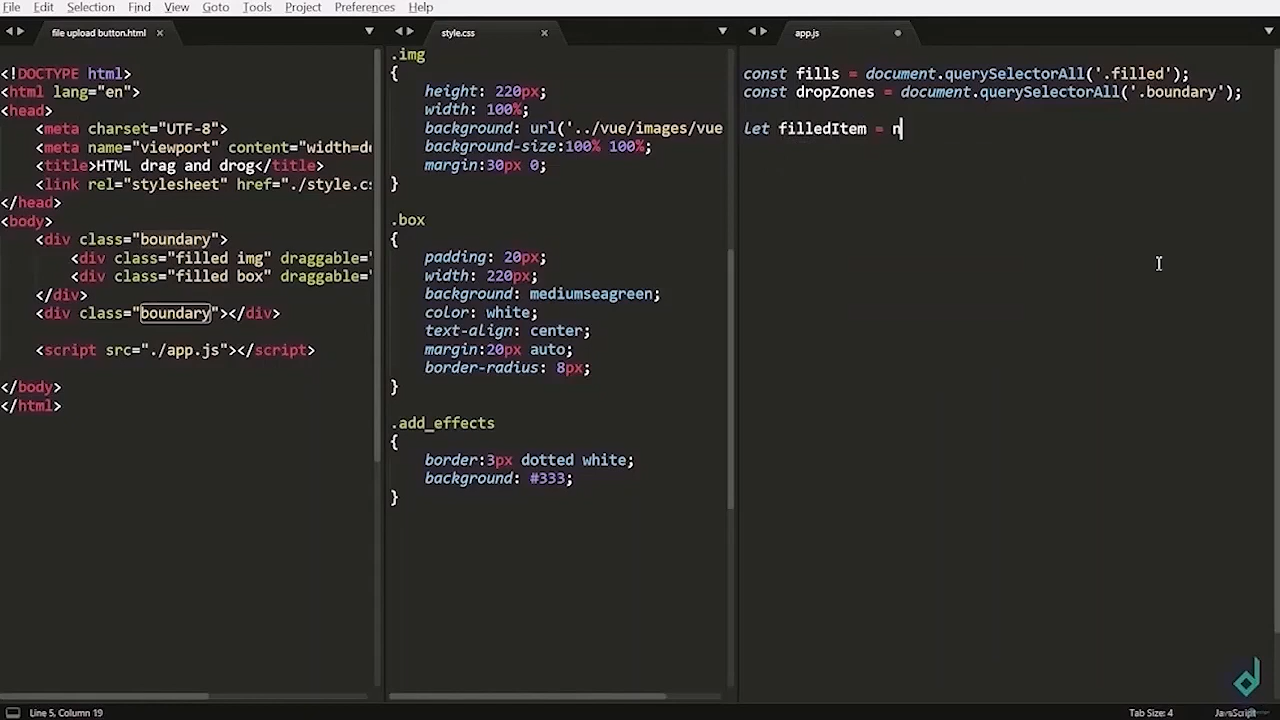 File Edit Selection Find View Goto Tools Project Preferences Help
file upload button.html
<!DOCTYPE html>
<html lang="en">
<head>
<meta charset="UTF-8">
<meta name="viewport" content="width=de
<title>HTML drag and drog</title>
<link rel="stylesheet" href="./style.cs
</head>
<body>
<div class="boundary">
<div class="filled img" draggable="
<div class="filled box" draggable="
</div>
<div class="boundary"></div>
<script src="./app.js"></script>
</body>
</html>
style.css
.img
{
height: 220px;
width: 100%;
background: url('../vue/images/vue
background-size:100% 100%;
margin:30px 0;
}
.box
{
padding: 20px;
width: 220px;
background: mediumseagreen;
color: white;
text-align: center;
margin:20px auto;
border-radius: 8px;
}
.add_effects
{
border:3px dotted white;
background: #333;
}
app.js
const fills = document.querySelectorAll('.filled');
const dropZones = document.querySelectorAll('.boundary');
let filledItem = n
Line 5, Column 19
Tab Size: 4
JavaScript